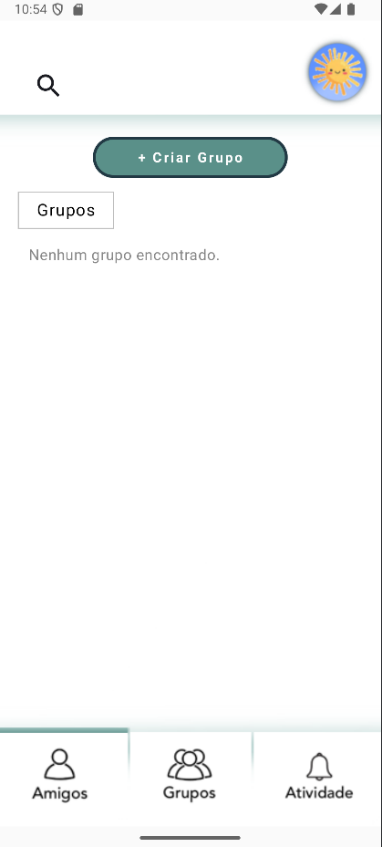 10:54
+ Criar Grupo
Grupos
Nenhum grupo encontrado.
Amigos
Grupos
Atividade